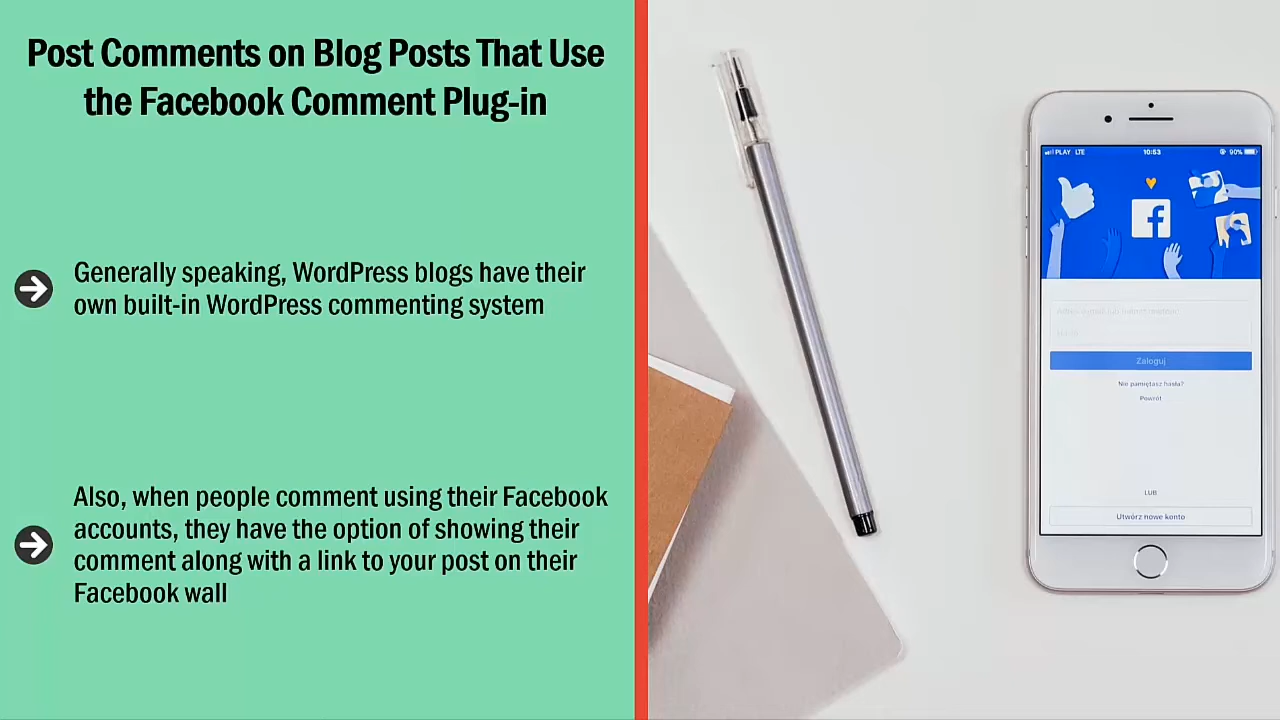 Post Comments on Blog Posts That Use
the Facebook Comment Plug-in
Generally speaking, WordPress blogs have their
own built-in WordPress commenting system
Also, when people comment using their Facebook
accounts, they have the option of showing their
comment along with a link to your post on their
Facebook wall
PLAY LTE 10:53 90%
Zaloguj
Nie pamiętasz hasła?
Powrót
LUB
Utwórz nowe konto